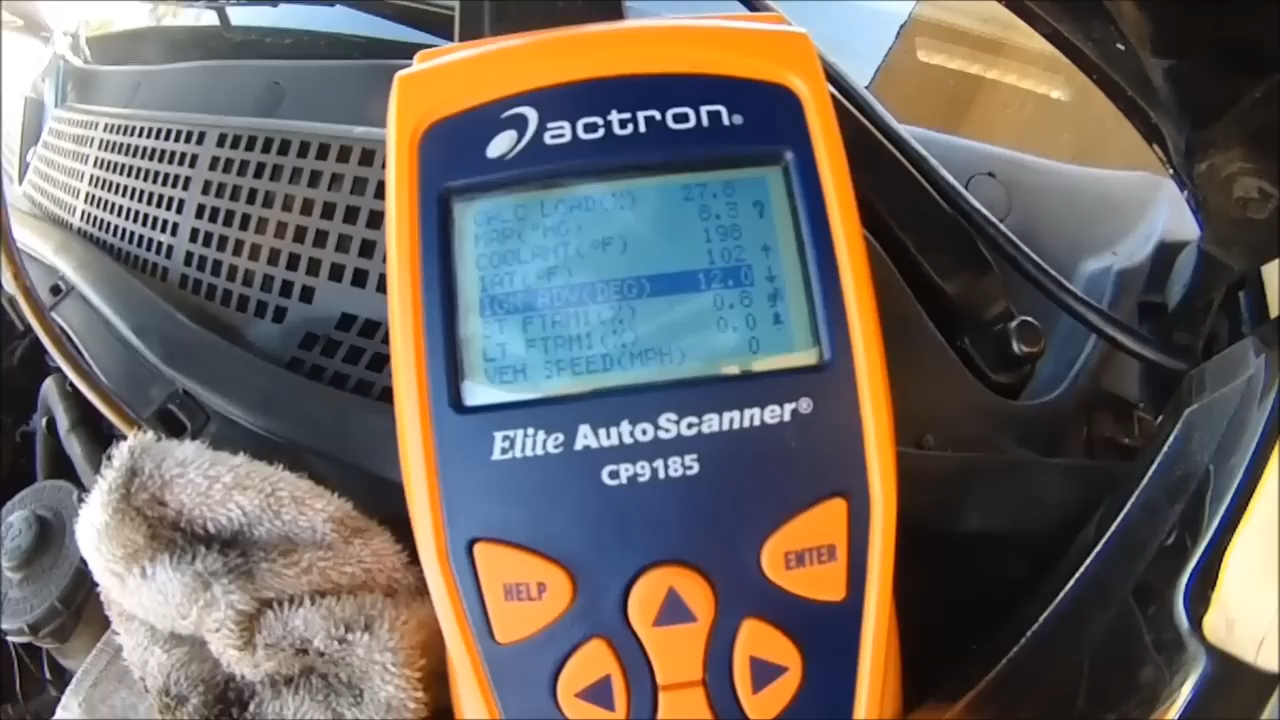 actron®
CALC LOAD(%) 27.8
MAP("HG) 8.3 ?
COOLANT(°F) 198
IAT(°F) 102
IGN ADV(DEG) 12.0
ST FTRM1(%) 0.8
LT FTRM1(%) 0.0
VEH SPEED(MPH) 0
Elite AutoScanner®
CP9185
HELP
ENTER